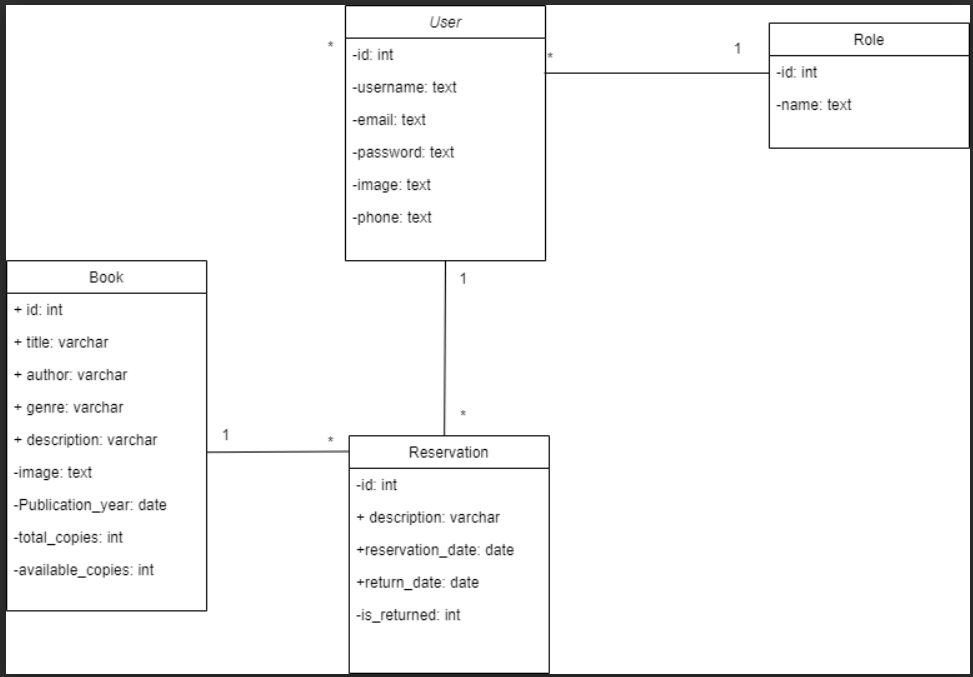 User
-id: int
-username: text
-email: text
-password: text
-image: text
-phone: text
*
*
1
Role
-id: int
-name: text
1
*
Book
+ id: int
+ title: varchar
+ author: varchar
+ genre: varchar
+ description: varchar
-image: text
-Publication_year: date
-total_copies: int
-available_copies: int
1
*
Reservation
-id: int
+ description: varchar
+reservation_date: date
+return_date: date
-is_returned: int